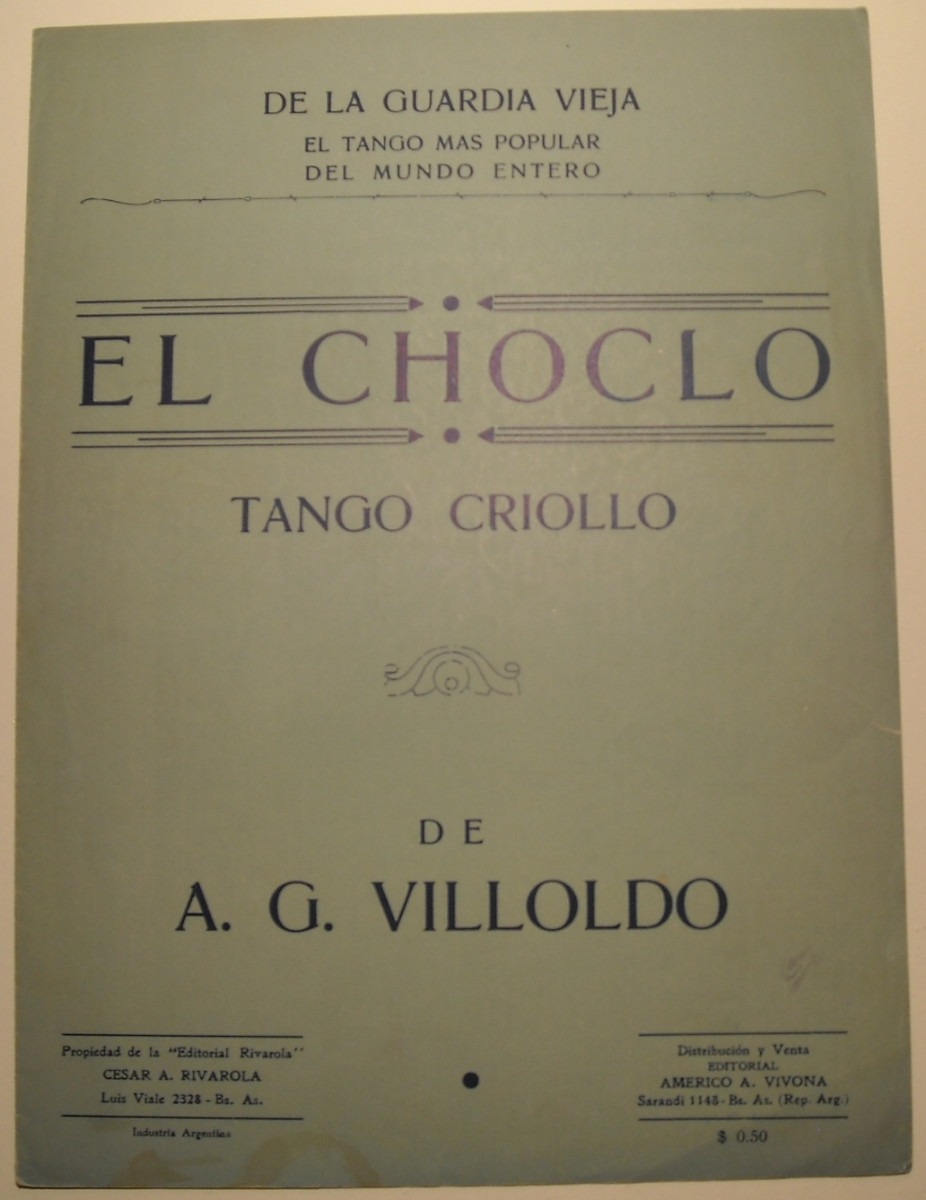 DE LA GUARDIA VIEJA
EL TANGO MAS POPULAR
DEL MUNDO ENTERO
EL CHOCLO
TANGO CRIOLLO
DE
A. G. VILLOLDO
Propiedad de la "Editorial Rivarola"
CESAR A. RIVAROLA
Luis Viale 2328 - Bs. As.
Industria Argentina
Distribución y Venta
EDITORIAL
AMERICO A. VIVONA
Sarandi 1148 - Bs. As. (Rep. Arg.)
$ 0.50